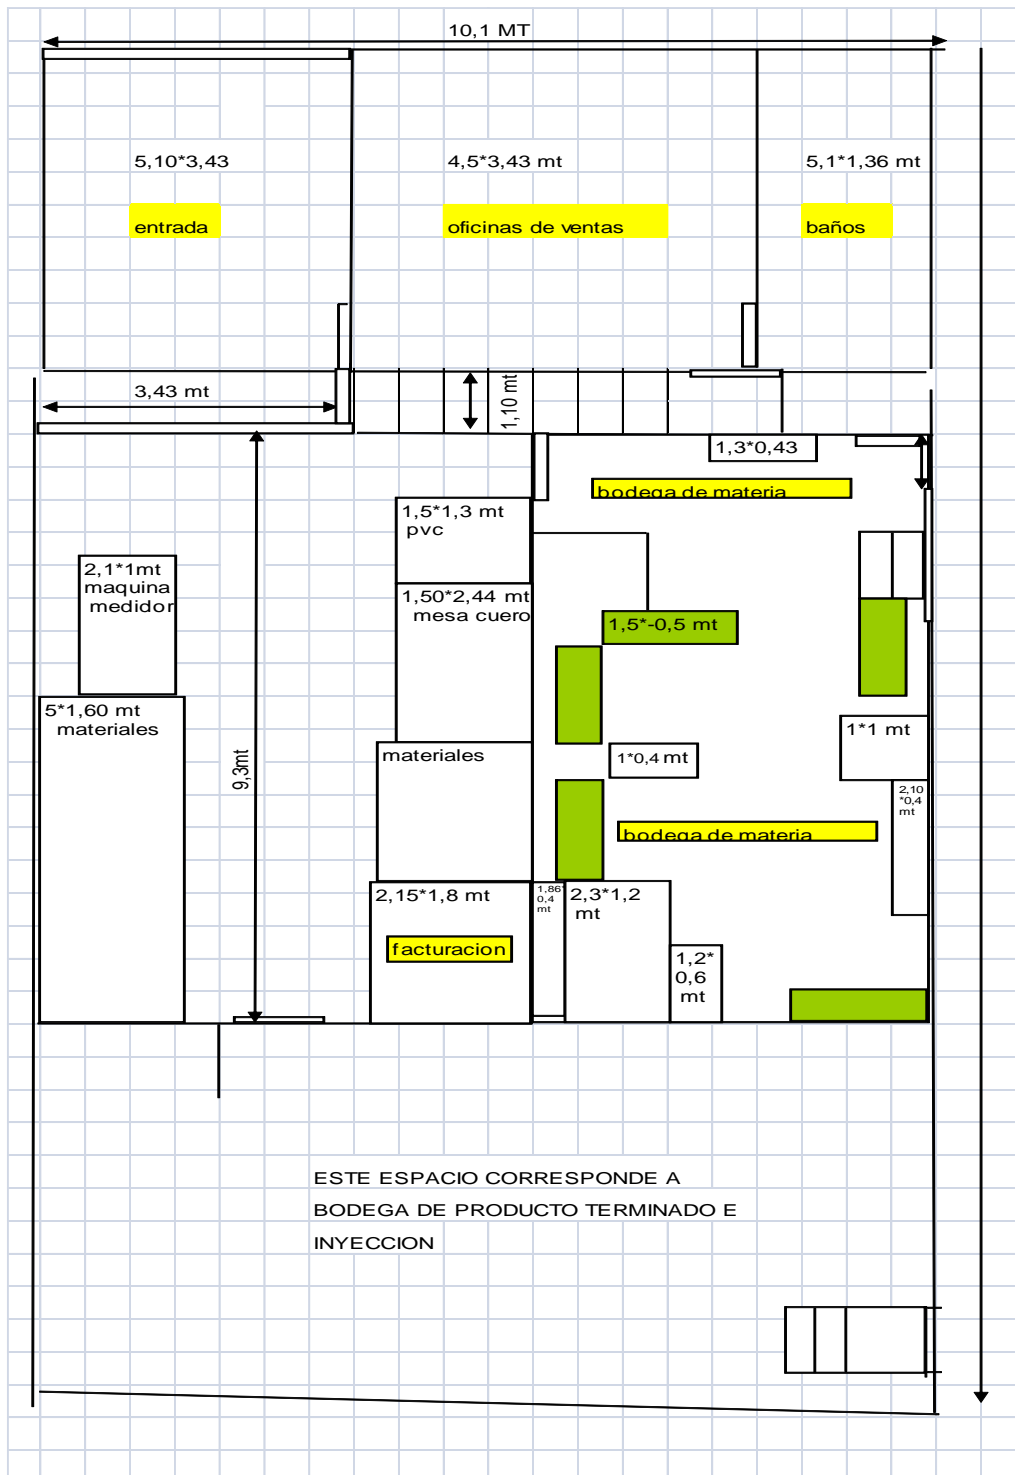 10,1 MT
5,10*3,43
4,5*3,43 mt
5,1*1,36 mt
entrada
oficinas de ventas
baños
3,43 mt
1,10 mt
1,3*0,43
bodega de materia
1,5*1,3 mt
pvc
2,1*1mt
maquina
medidor
1,50*2,44 mt
mesa cuero
1,5*-0,5 mt
5*1,60 mt
materiales
9,3mt
materiales
1*0,4 mt
1*1 mt
2,10
*0,4
mt
bodega de materia
2,15*1,8 mt
facturacion
1,86*
0,4
mt
2,3*1,2
mt
1,2*
0,6
mt
ESTE ESPACIO CORRESPONDE A
BODEGA DE PRODUCTO TERMINADO E
INYECCION